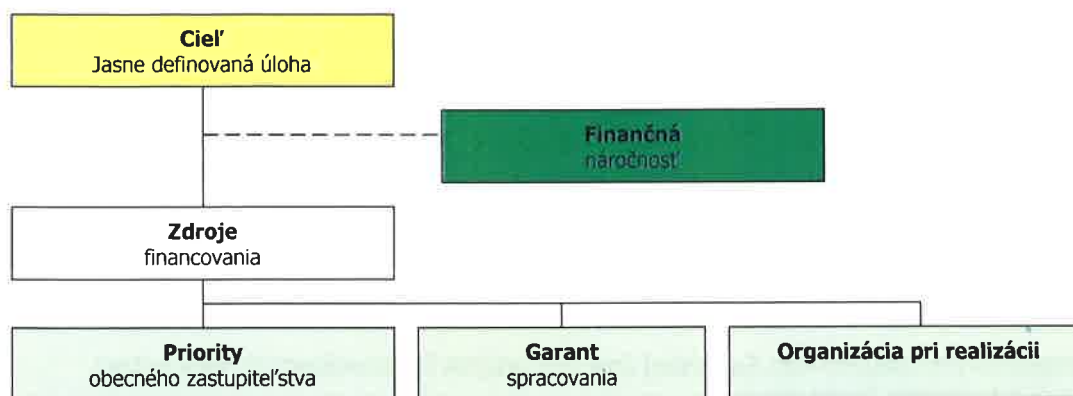 Cieľ
Jasne definovaná úloha
Finančná
náročnosť
Zdroje
financovania
Priority
obecného zastupiteľstva
Garant
spracovania
Organizácia pri realizácii